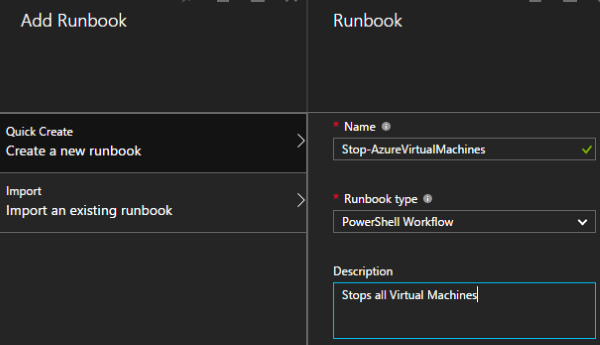 Add Runbook
Quick Create
Create a new runbook
Import
Import an existing runbook
Runbook
* Name
Stop-AzureVirtualMachines
* Runbook type
PowerShell Workflow
Description
Stops all Virtual Machines